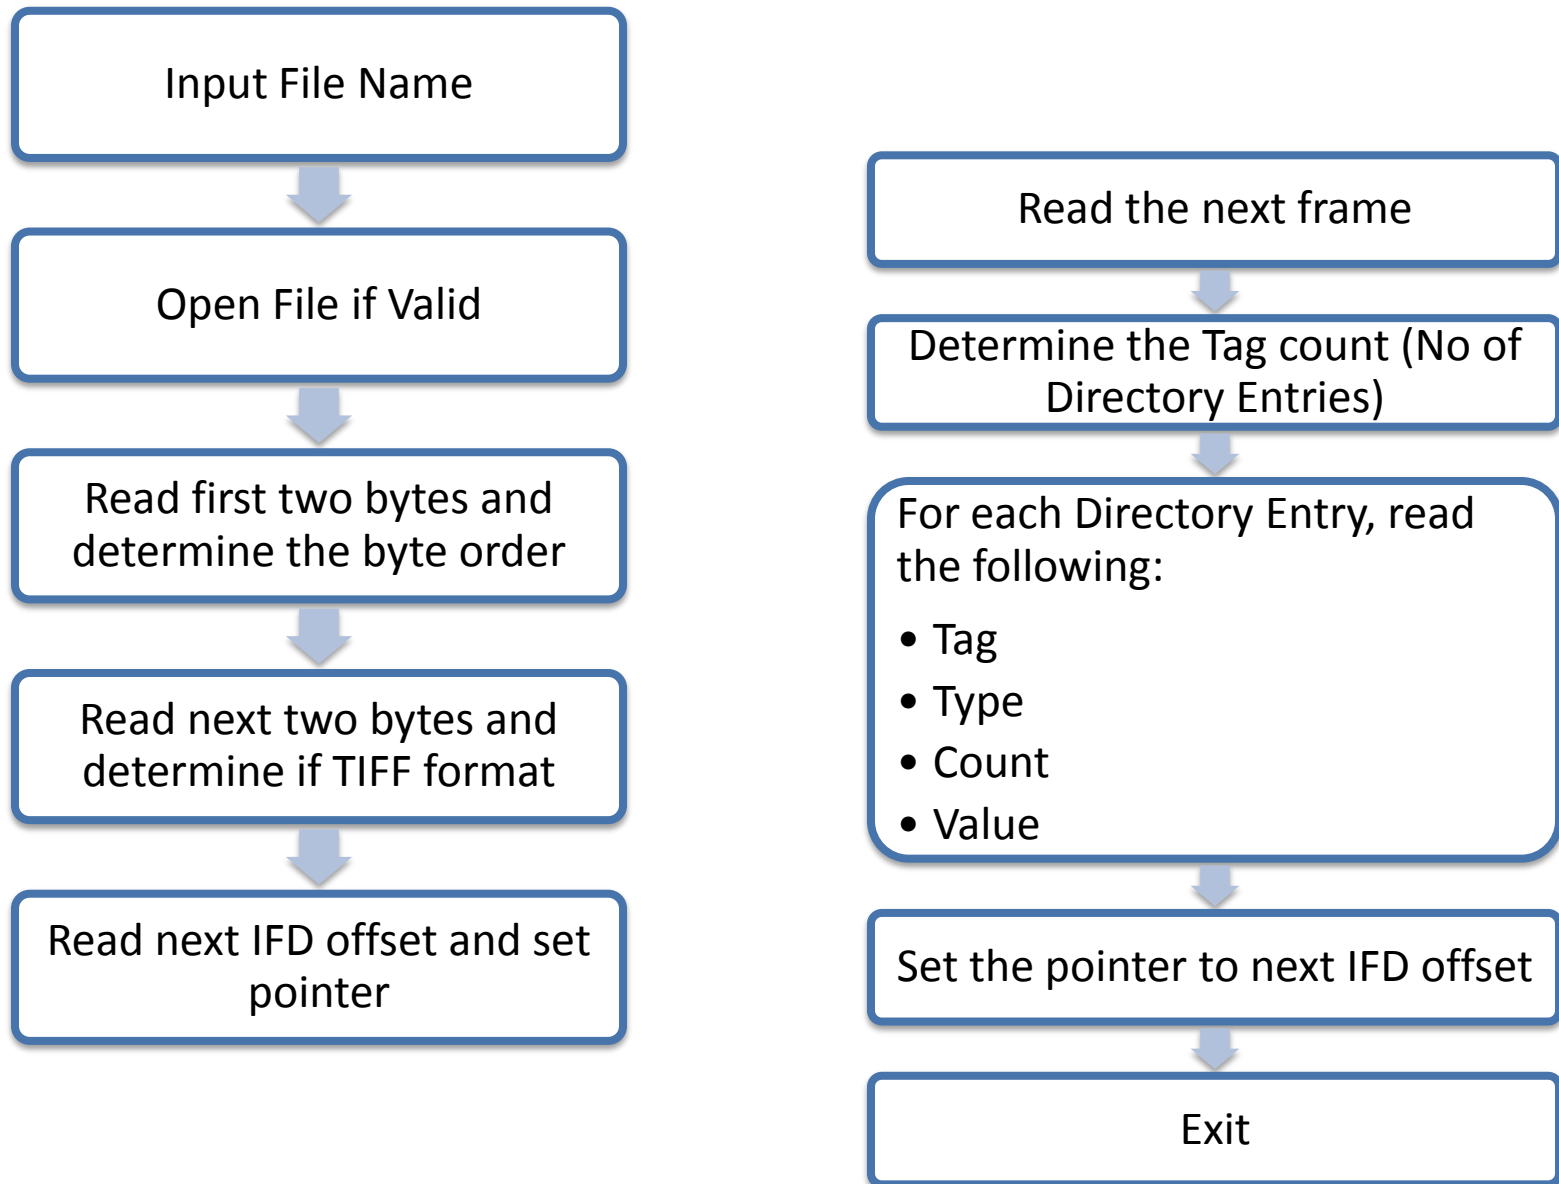 Input File Name
Open File if Valid
Read first two bytes and
determine the byte order
Read next two bytes and
determine if TIFF format
Read next IFD offset and set
pointer
Read the next frame
Determine the Tag count (No of
Directory Entries)
For each Directory Entry, read
the following:
• Tag
• Type
• Count
• Value
Set the pointer to next IFD offset
Exit